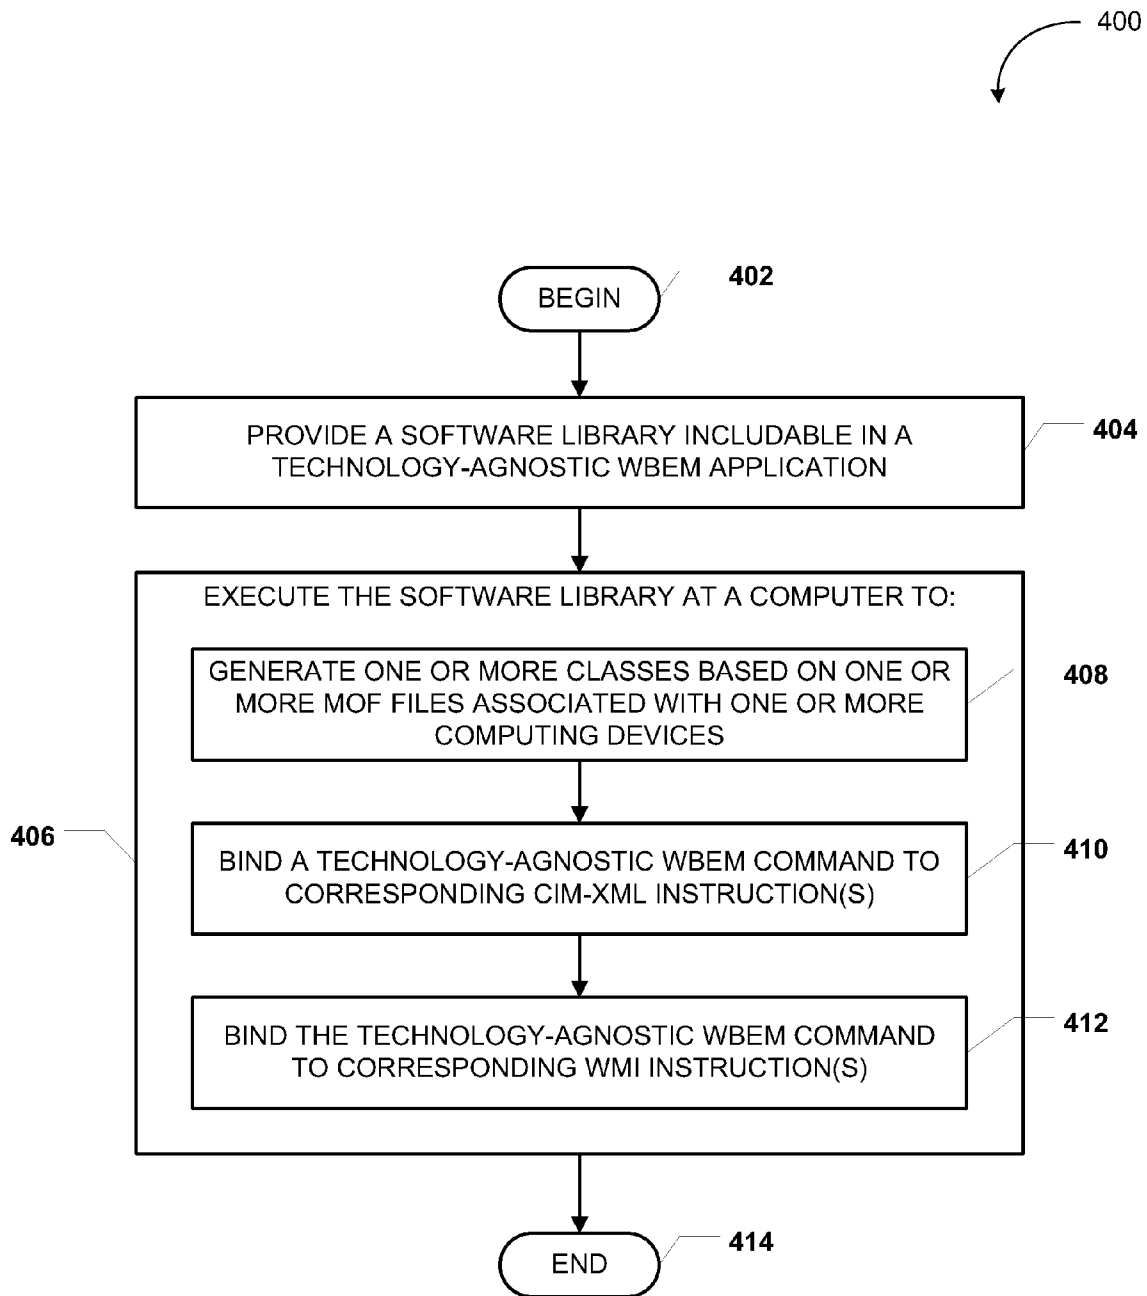 400
BEGIN
402
PROVIDE A SOFTWARE LIBRARY INCLUDABLE IN A
TECHNOLOGY-AGNOSTIC WBEM APPLICATION
404
EXECUTE THE SOFTWARE LIBRARY AT A COMPUTER TO:
GENERATE ONE OR MORE CLASSES BASED ON ONE OR
MORE MOF FILES ASSOCIATED WITH ONE OR MORE
COMPUTING DEVICES
408
406
BIND A TECHNOLOGY-AGNOSTIC WBEM COMMAND TO
CORRESPONDING CIM-XML INSTRUCTION(S)
410
BIND THE TECHNOLOGY-AGNOSTIC WBEM COMMAND
TO CORRESPONDING WMI INSTRUCTION(S)
412
END
414